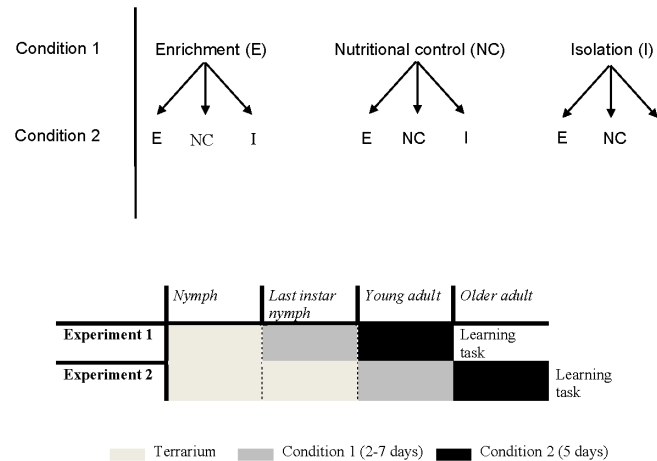 Condition 1 Enrichment (E) Nutritional control (NC) Isolation (I)
Condition 2 E NC I E NC I E NC
Nymph Last instar nymph Young adult Older adult
Experiment 1 Learning task
Experiment 2 Learning task
Terrarium Condition 1 (2-7 days) Condition 2 (5 days)